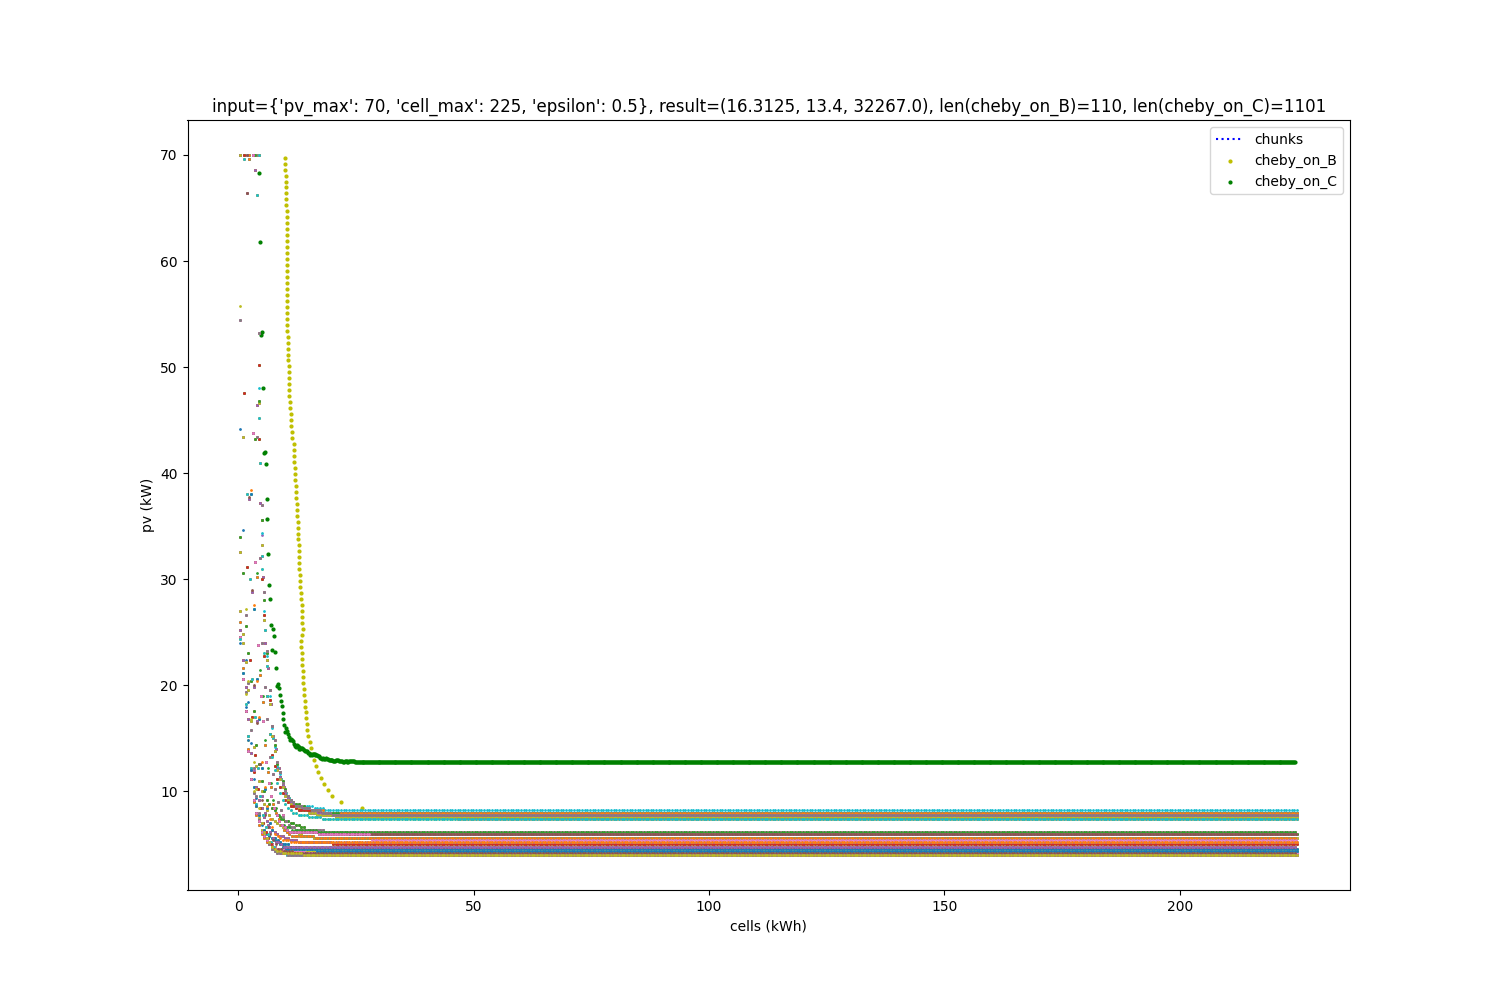 input={'pv_max': 70, 'cell_max': 225, 'epsilon': 0.5}, result=(16.3125, 13.4, 32267.0), len(cheby_on_B)=110, len(cheby_on_C)=1101
chunks
cheby_on_B
cheby_on_C
70
60
50
40
30
20
10
pv (kW)
0
50
100
150
200
cells (kWh)